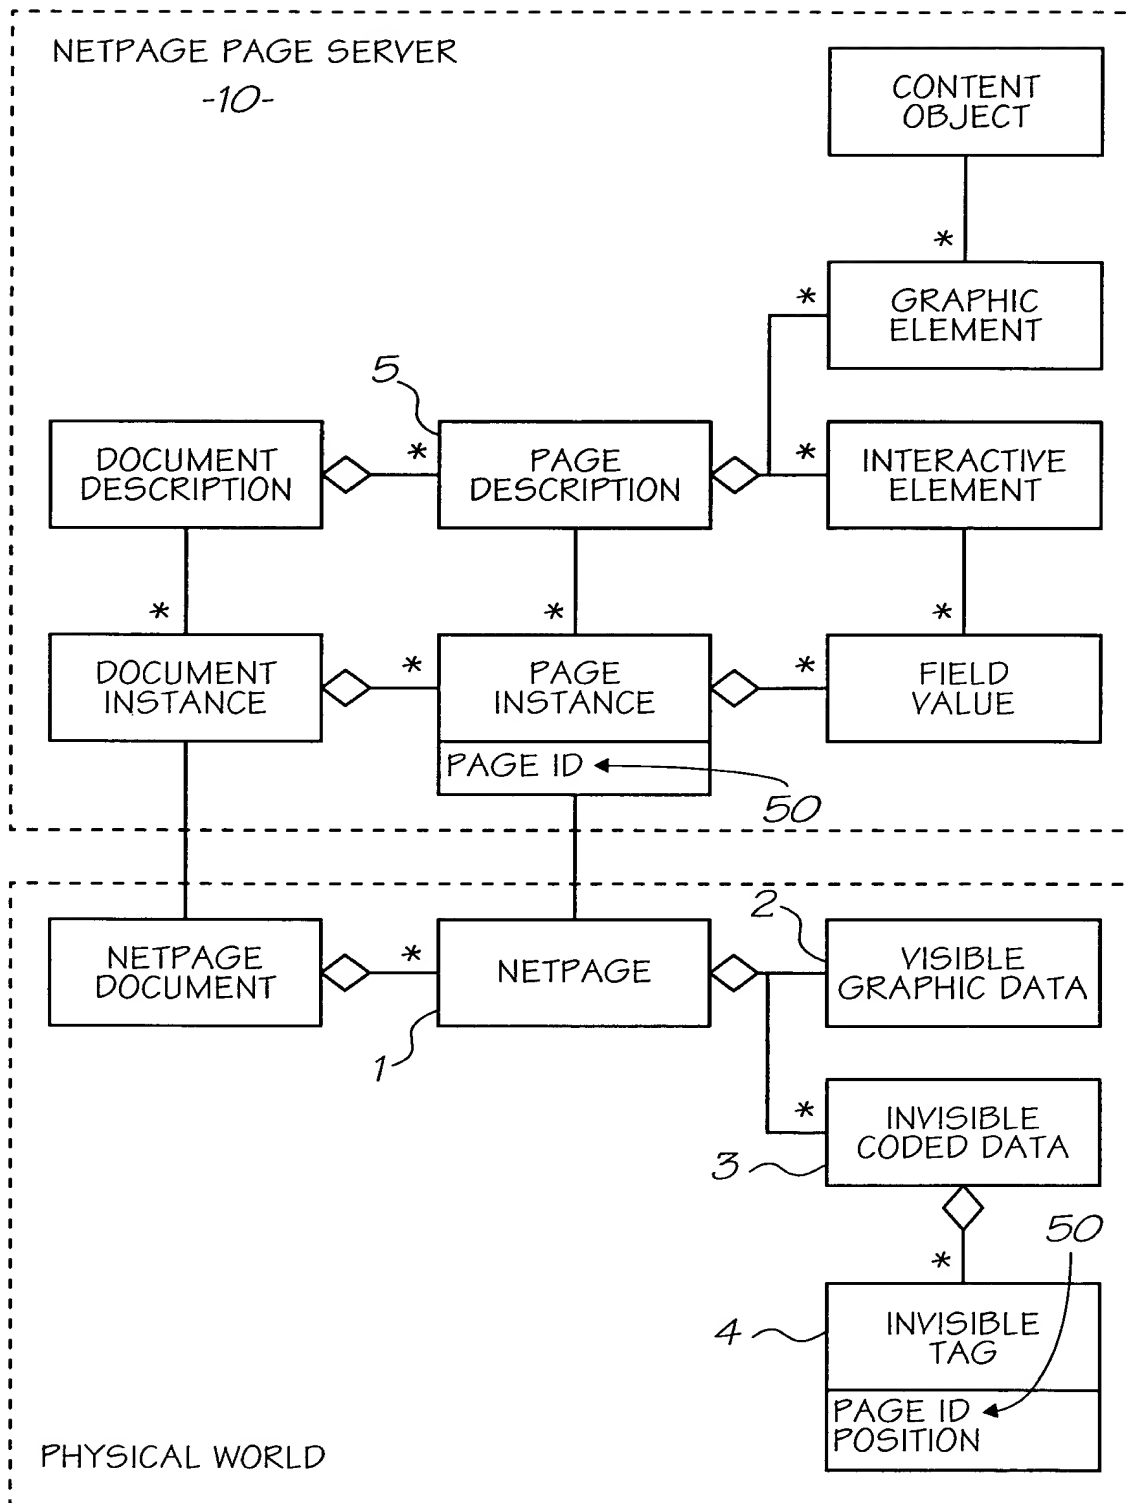 NETPAGE PAGE SERVER
-10-
CONTENT
OBJECT
*
*
GRAPHIC
ELEMENT
5
DOCUMENT
DESCRIPTION
*
PAGE
DESCRIPTION
*
INTERACTIVE
ELEMENT
*
*
*
DOCUMENT
INSTANCE
*
PAGE
INSTANCE
*
FIELD
VALUE
PAGE ID
50
2
NETPAGE
DOCUMENT
*
NETPAGE
VISIBLE
GRAPHIC DATA
1
*
INVISIBLE
CODED DATA
3
50
*
4
INVISIBLE
TAG
PAGE ID
POSITION
PHYSICAL WORLD